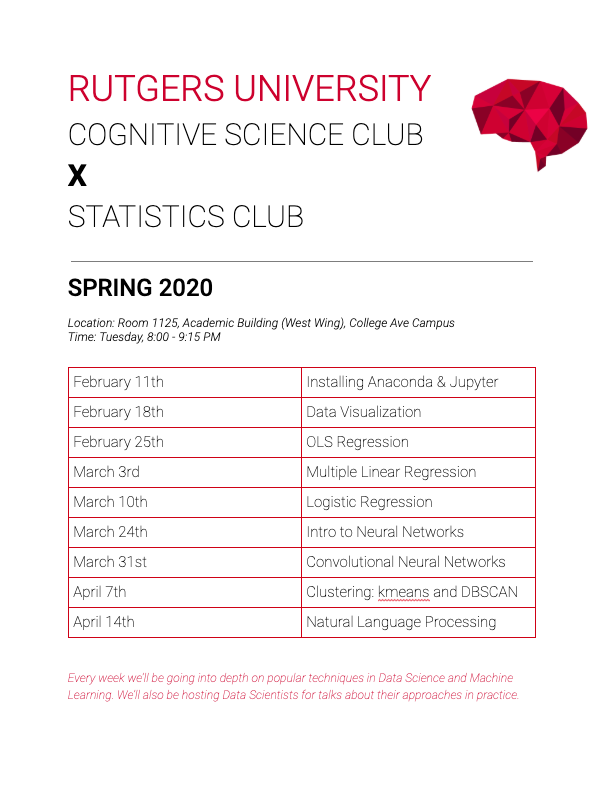 RUTGERS UNIVERSITY
COGNITIVE SCIENCE CLUB
X
STATISTICS CLUB
SPRING 2020
Location: Room 1125, Academic Building (West Wing), College Ave Campus
Time: Tuesday, 8:00 - 9:15 PM
February 11th Installing Anaconda & Jupyter
February 18th Data Visualization
February 25th OLS Regression
March 3rd Multiple Linear Regression
March 10th Logistic Regression
March 24th Intro to Neural Networks
March 31st Convolutional Neural Networks
April 7th Clustering: kmeans and DBSCAN
April 14th Natural Language Processing
Every week we'll be going into depth on popular techniques in Data Science and Machine
Learning. We'll also be hosting Data Scientists for talks about their approaches in practice.